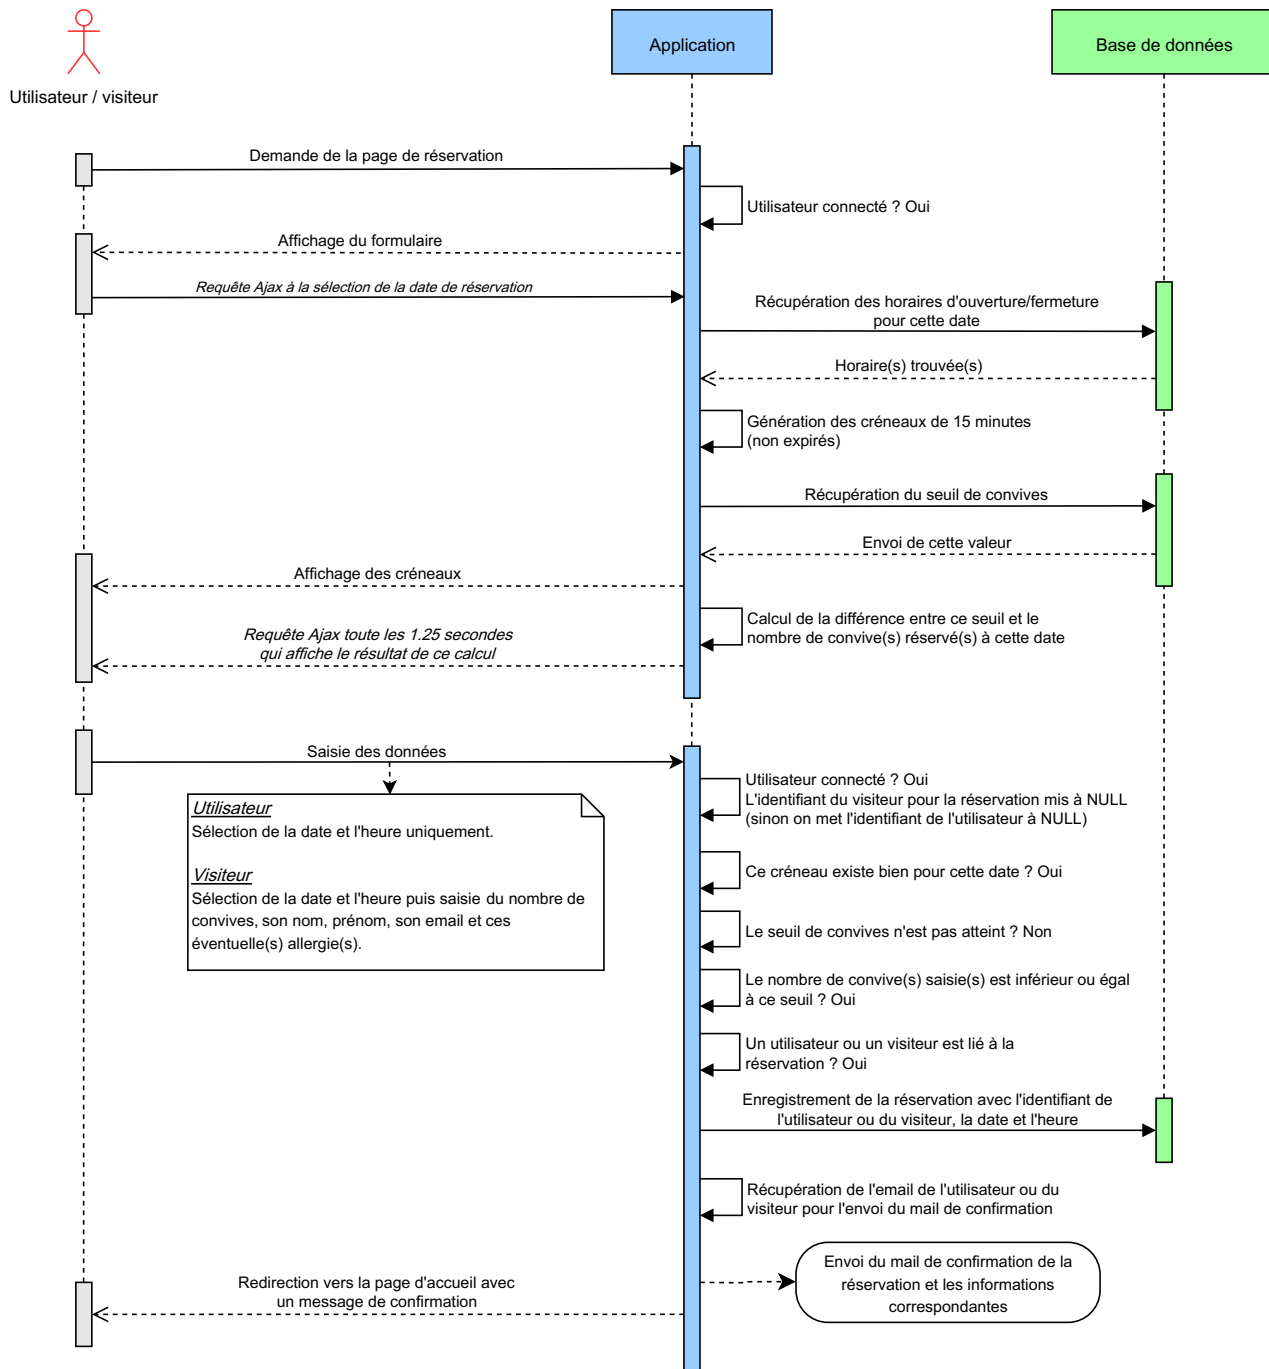 Application
Base de données
Utilisateur / visiteur
Demande de la page de réservation
Utilisateur connecté ? Oui
Affichage du formulaire
Requête Ajax à la sélection de la date de réservation
Récupération des horaires d'ouverture/fermeture
pour cette date
Horaire(s) trouvée(s)
Génération des créneaux de 15 minutes
(non expirés)
Récupération du seuil de convives
Envoi de cette valeur
Affichage des créneaux
Calcul de la différence entre ce seuil et le
nombre de convive(s) réservé(s) à cette date
Requête Ajax toute les 1.25 secondes
qui affiche le résultat de ce calcul
Saisie des données
Utilisateur connecté ? Oui
L'identifiant du visiteur pour la réservation mis à NULL
(sinon on met l'identifiant de l'utilisateur à NULL)
Utilisateur
Sélection de la date et l'heure uniquement.
Visiteur
Sélection de la date et l'heure puis saisie du nombre de
convives, son nom, prénom, son email et ces
éventuelle(s) allergie(s).
Ce créneau existe bien pour cette date ? Oui
Le seuil de convives n'est pas atteint ? Non
Le nombre de convive(s) saisie(s) est inférieur ou égal
à ce seuil ? Oui
Un utilisateur ou un visiteur est lié à la
réservation ? Oui
Enregistrement de la réservation avec l'identifiant de
l'utilisateur ou du visiteur, la date et l'heure
Récupération de l'email de l'utilisateur ou du
visiteur pour l'envoi du mail de confirmation
Envoi du mail de confirmation de la
réservation et les informations
correspondantes
Redirection vers la page d'accueil avec
un message de confirmation